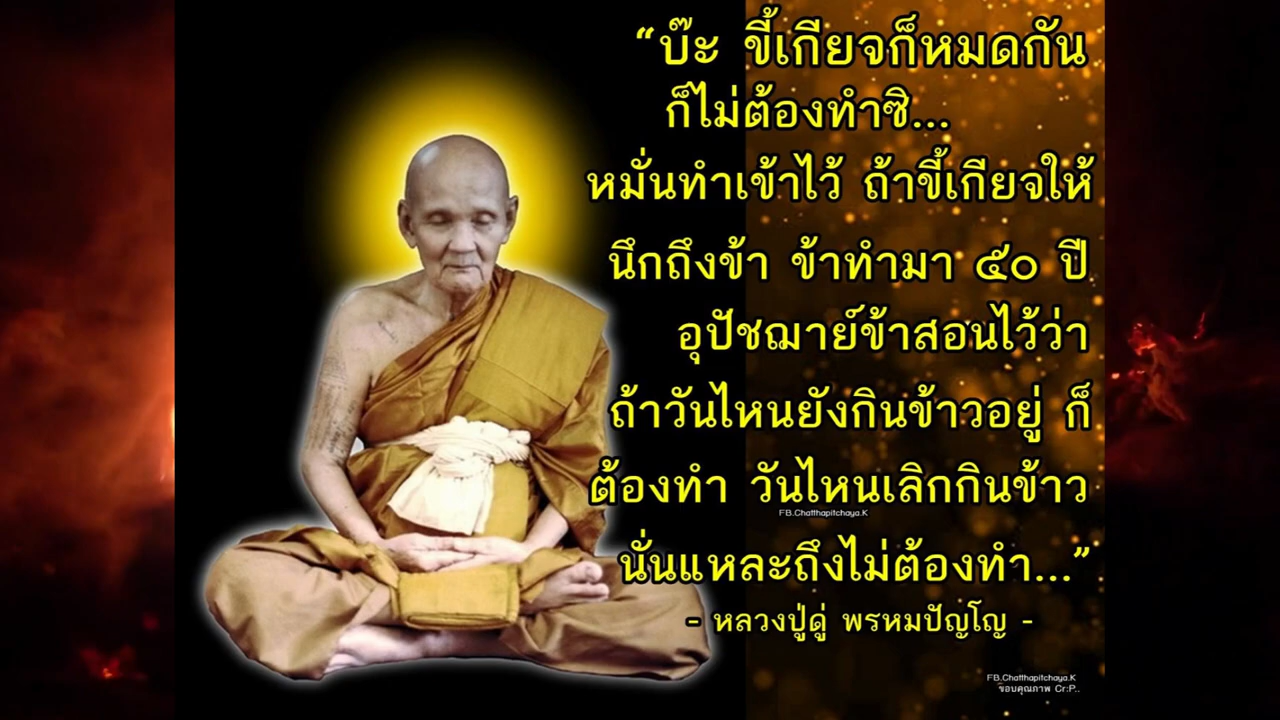 “บ๊ะ ขี้เกียจก็หมดกัน
ก็ไม่ต้องทำซิ...
หมั่นทำเข้าไว้ ถ้าขี้เกียจให้
นึกถึงข้า ข้าทำมา ๕๐ ปี
อุปัชฌาย์ข้าสอนไว้ว่า
ถ้าวันไหนยังกินข้าวอยู่ ก็
ต้องทำ วันไหนเลิกกินข้าว
FB.Chatthapitchaya.K
นั่นแหละถึงไม่ต้องทำ...”
- หลวงปู่ดู่ พรหมปัญโญ -
FB.Chatthapitchaya.K
ขอบคุณภาพ Cr:P..